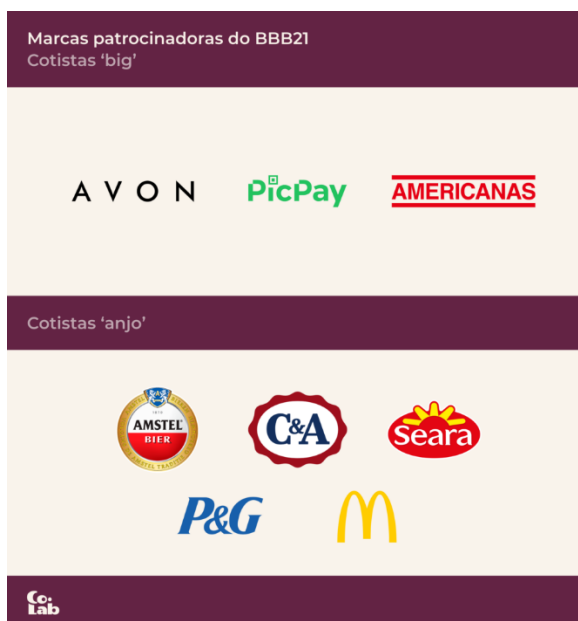 Marcas patrocinadoras do BBB21
Cotistas ‘big’
AVON
PicPay
AMERICANAS
Cotistas ‘anjo’
AMSTEL
BIER
C&A
Seara
P&G
Co.
Lab